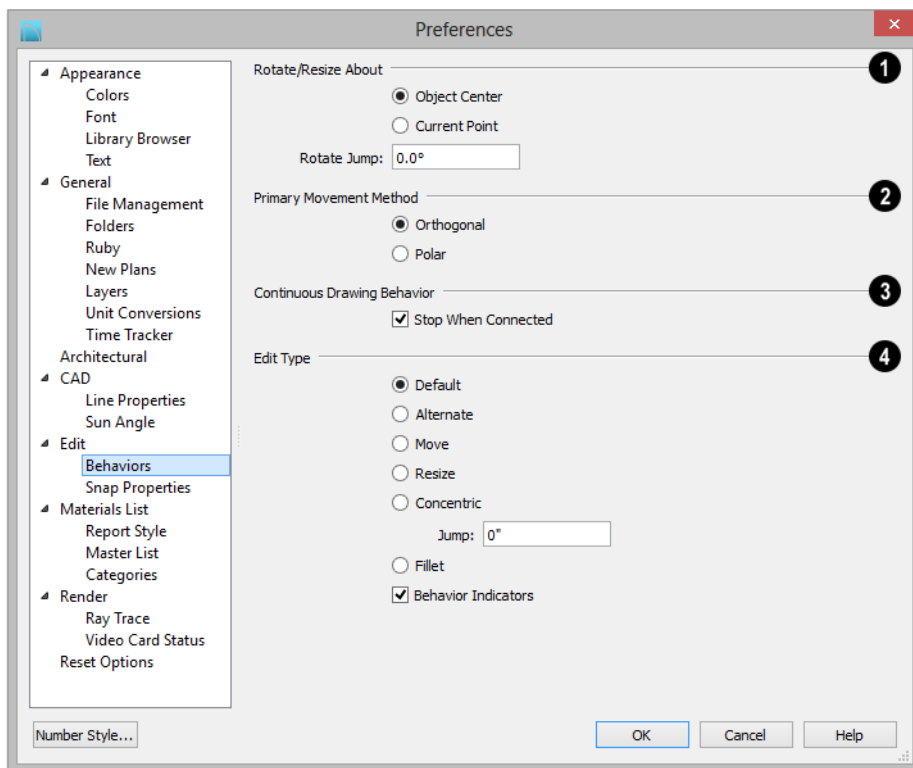 Preferences
Appearance
Colors
Font
Library Browser
Text
General
File Management
Folders
Ruby
New Plans
Layers
Unit Conversions
Time Tracker
Architectural
CAD
Line Properties
Sun Angle
Edit
Behaviors
Snap Properties
Materials List
Report Style
Master List
Categories
Render
Ray Trace
Video Card Status
Reset Options
Rotate/Resize About 1
Object Center
Current Point
Rotate Jump: 0.0°
Primary Movement Method 2
Orthogonal
Polar
Continuous Drawing Behavior 3
Stop When Connected
Edit Type 4
Default
Alternate
Move
Resize
Concentric
Jump: 0"
Fillet
Behavior Indicators
Number Style... OK Cancel Help